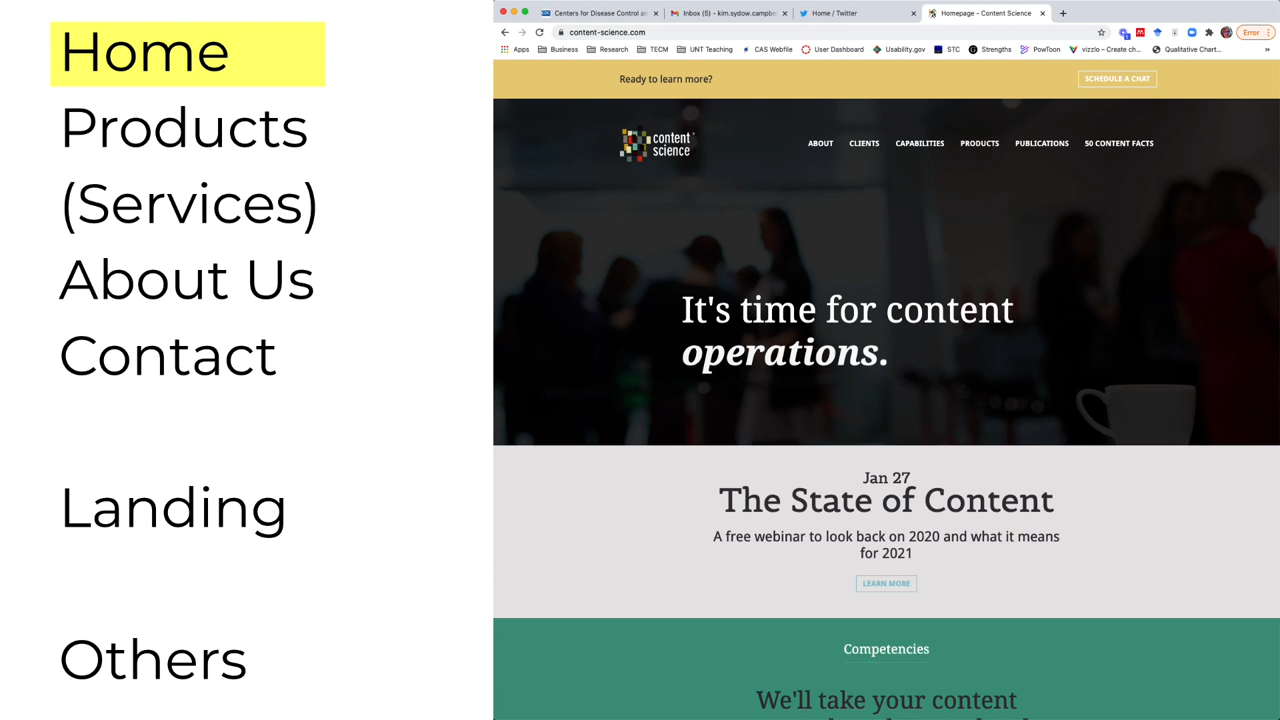 Home
Products
(Services)
About Us
Contact
Landing
Others
Centers for Disease Control an
Inbox (5) - kim.sydow.campbe
Home / Twitter
Homepage - Content Science
content-science.com
Error
Apps
Business
Research
TECM
UNT Teaching
CAS Webfile
User Dashboard
Usability.gov
STC
Strengths
PowToon
vizzlo – Create ch...
Qualitative Chart...
»
Ready to learn more?
SCHEDULE A CHAT
content
science
ABOUT
CLIENTS
CAPABILITIES
PRODUCTS
PUBLICATIONS
50 CONTENT FACTS
It's time for content
operations.
Jan 27
The State of Content
A free webinar to look back on 2020 and what it means
for 2021
LEARN MORE
Competencies
We'll take your content